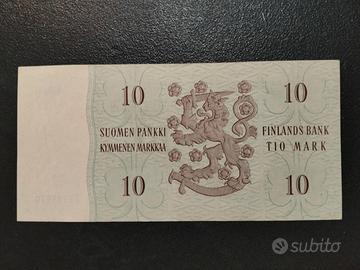 10
10
SUOMEN PANKKI
KYMMENEN MARKKAA
FINLANDS BANK
TIO MARK
10
10
subito